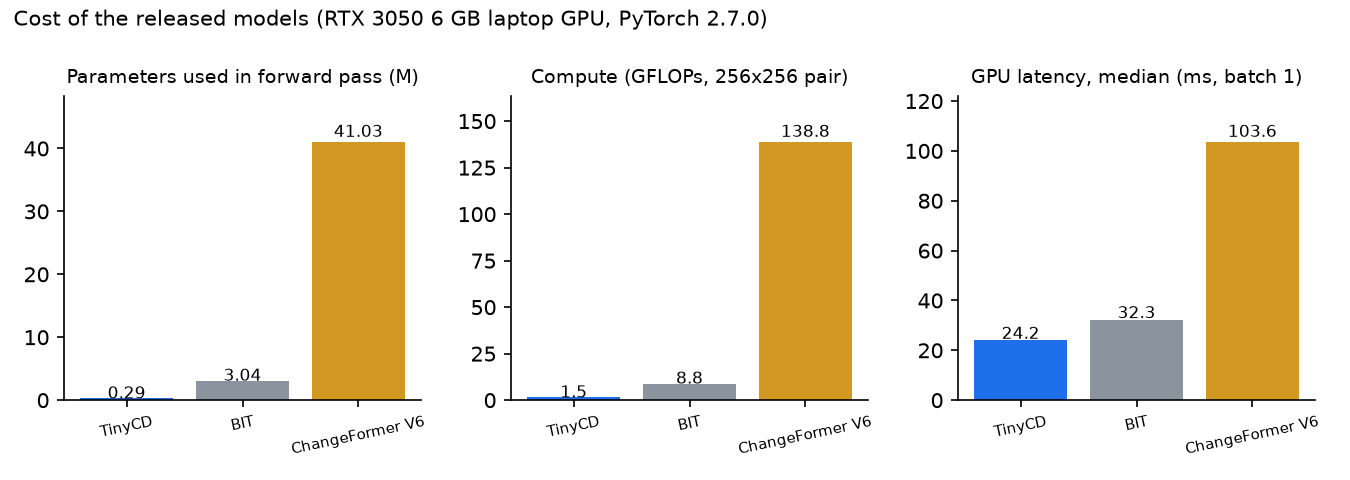 Cost of the released models (RTX 3050 6 GB laptop GPU, PyTorch 2.7.0)
Parameters used in forward pass (M)
40
30
20
10
0
0.29
3.04
41.03
TinyCD
BIT
ChangeFormer V6
Compute (GFLOPs, 256x256 pair)
150
125
100
75
50
25
0
1.5
8.8
138.8
TinyCD
BIT
ChangeFormer V6
GPU latency, median (ms, batch 1)
120
100
80
60
40
20
0
24.2
32.3
103.6
TinyCD
BIT
ChangeFormer V6